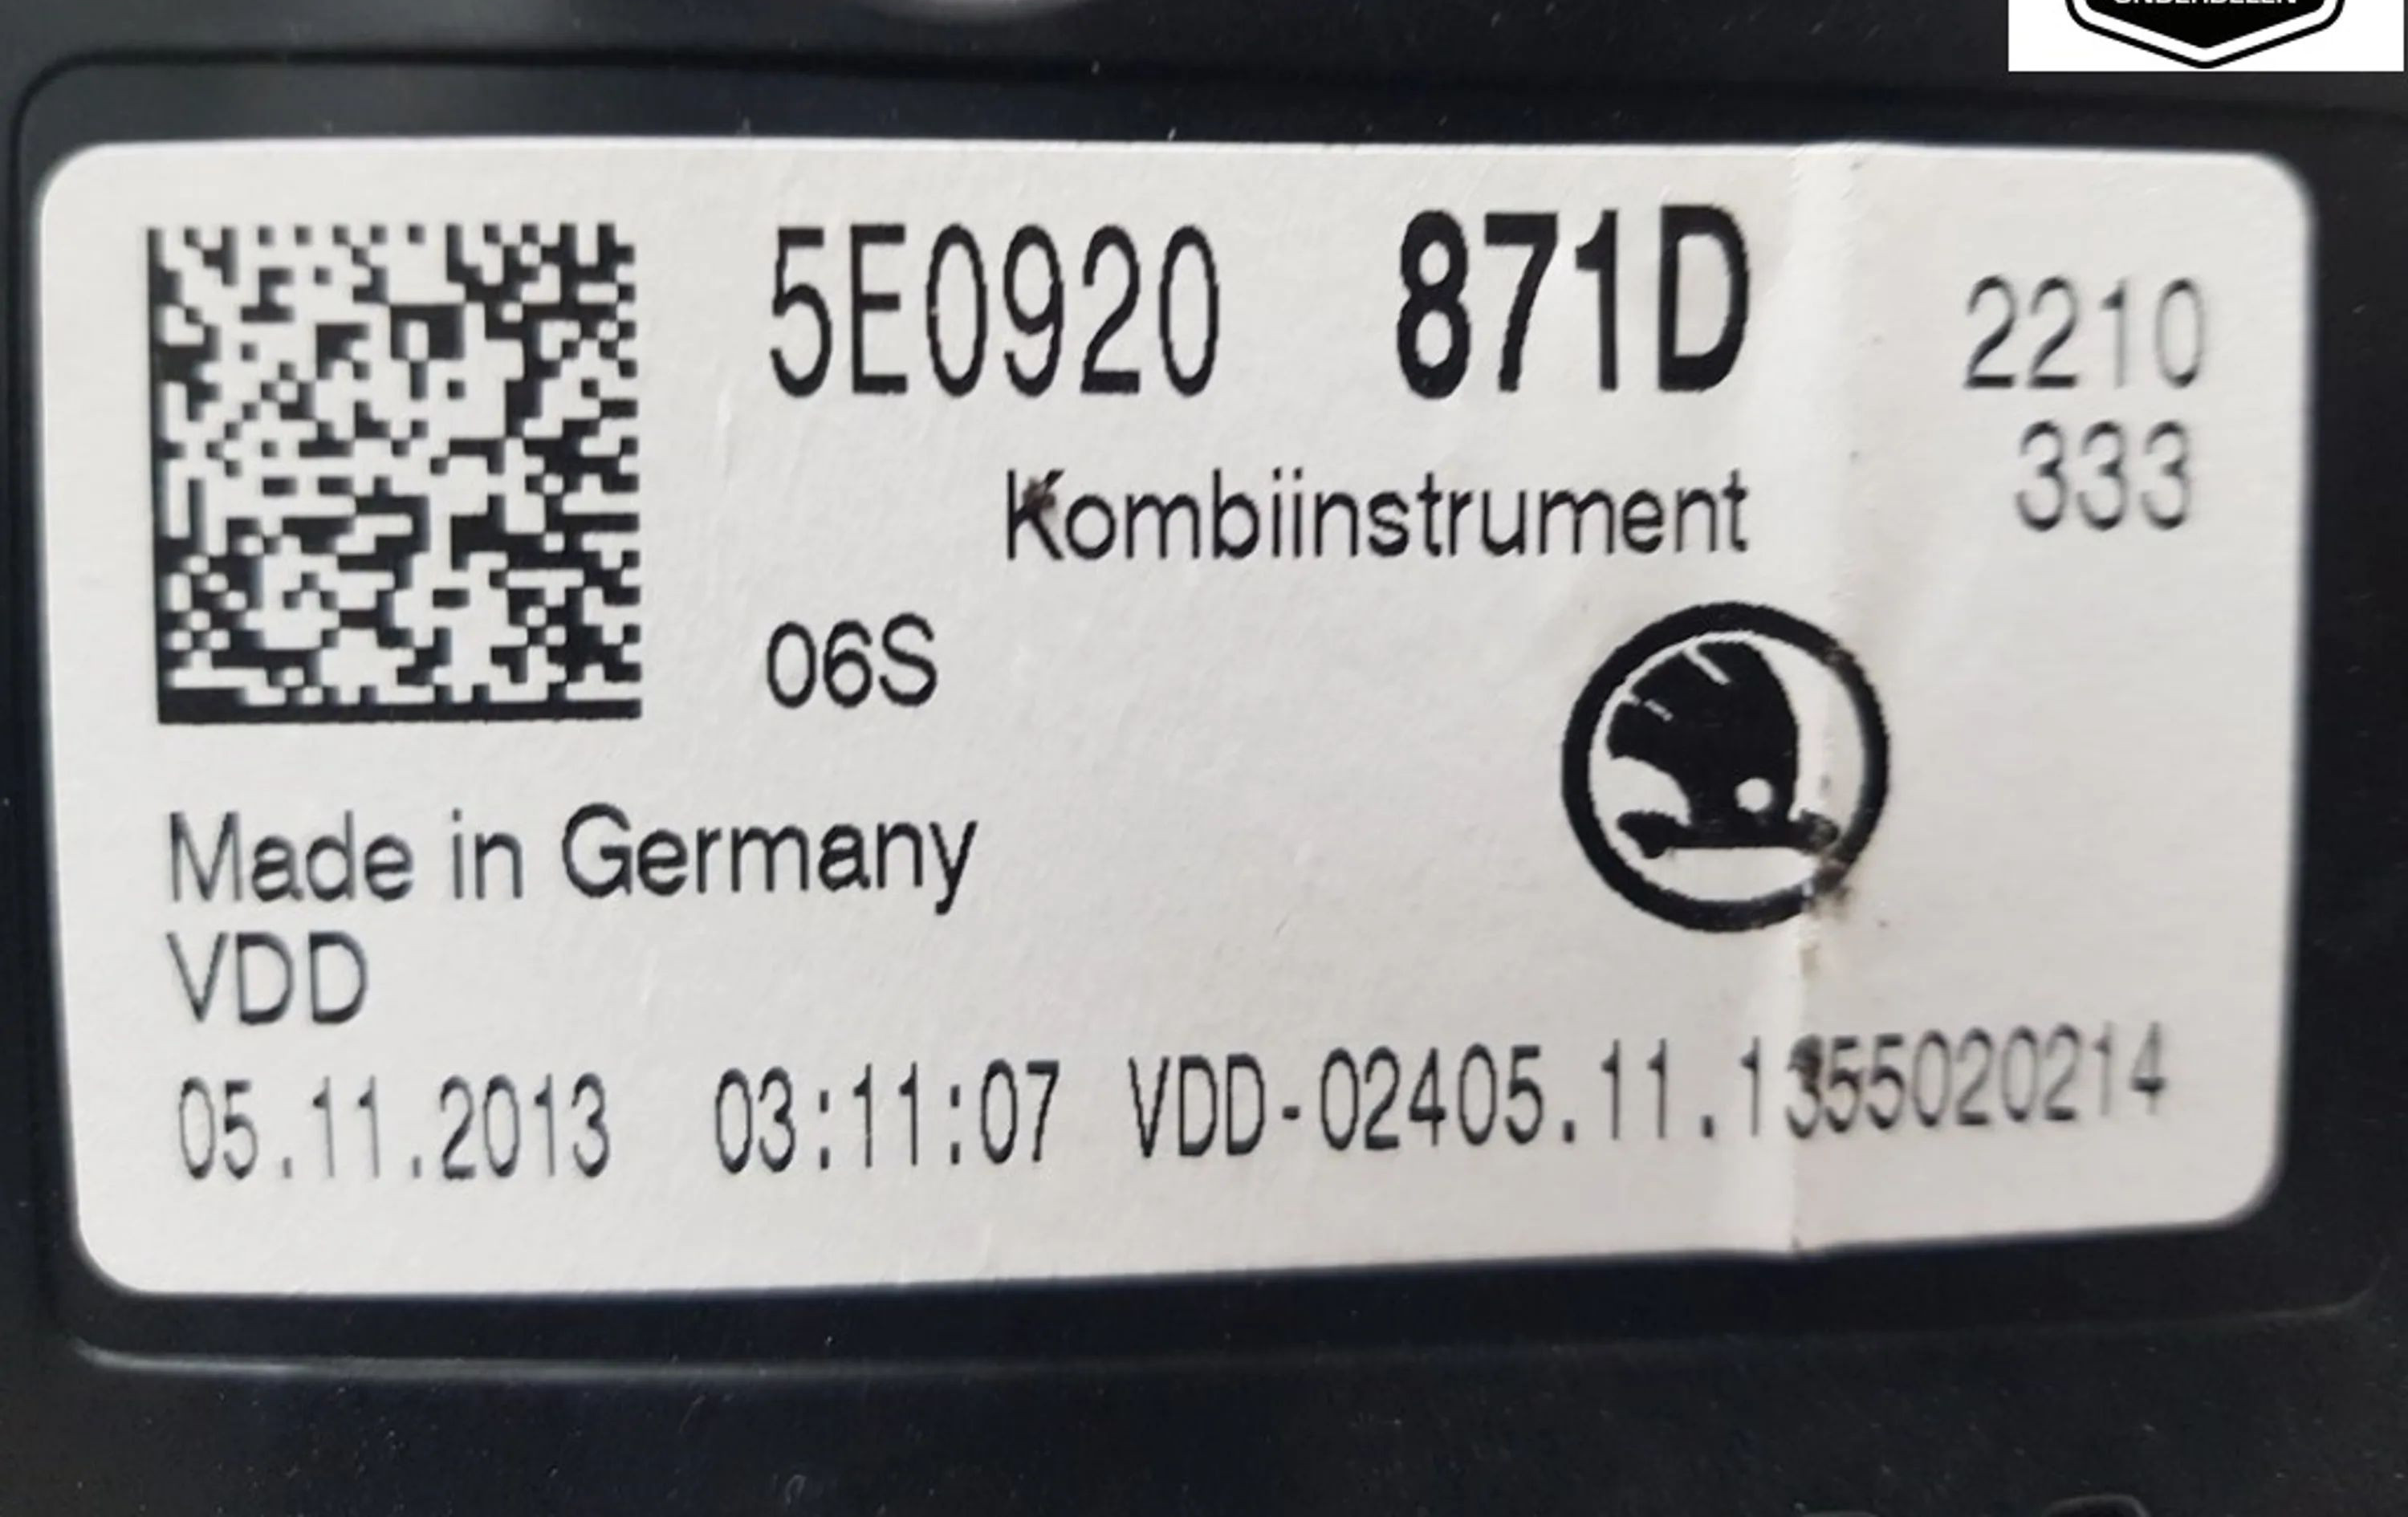 ONDERDELEN
5E0920 871D 2210
333
Kombiinstrument
06S
Made in Germany
VDD
05.11.2013 03:11:07 VDD-02405.11.1355020214